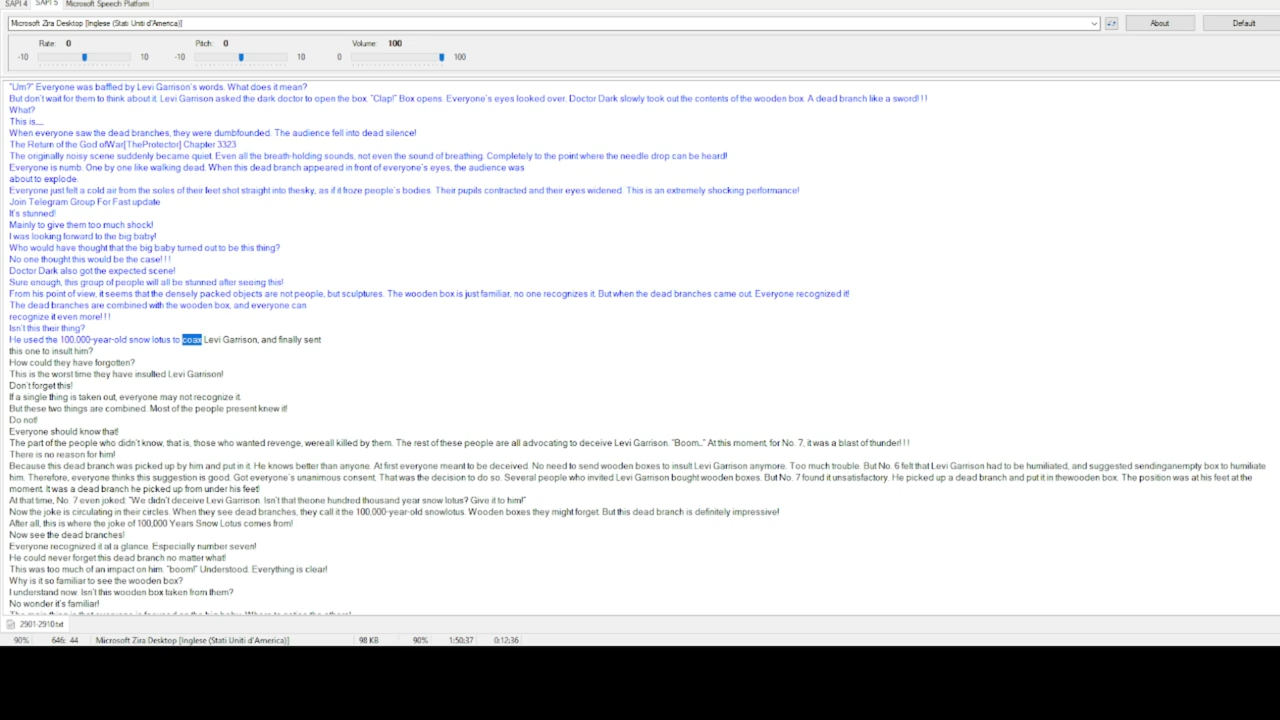 SAPI 4 SAPI 5 Microsoft Speech Platform
Microsoft Zira Desktop [Inglese (Stati Uniti d'America)] About Default
Rate: 0 Pitch: 0 Volume: 100
-10 10 -10 10 0 100
"Um?" Everyone was baffled by Levi Garrison's words. What does it mean?
But don't wait for them to think about it, Levi Garrison asked the dark doctor to open the box. "Clap!" Box opens. Everyone's eyes looked over. Doctor Dark slowly took out the contents of the wooden box. A dead branch like a sword!!!
What?
This is…
When everyone saw the dead branches, they were dumbfounded. The audience fell into dead silence!
The Return of the God ofWar[TheProtector] Chapter 3323
The originally noisy scene suddenly became quiet. Even all the breath-holding sounds, not even the sound of breathing. Completely to the point where the needle drop can be heard!
Everyone is numb. One by one like walking dead. When this dead branch appeared in front of everyone's eyes, the audience was
about to explode.
Everyone just felt a cold air from the soles of their feet shot straight into thesky, as if it froze people's bodies. Their pupils contracted and their eyes widened. This is an extremely shocking performance!
Join Telegram Group For Fast update
It's stunned!
Mainly to give them too much shock!
I was looking forward to the big baby!
Who would have thought that the big baby turned out to be this thing?
No one thought this would be the case!!!
Doctor Dark also got the expected scene!
Sure enough, this group of people will all be stunned after seeing this!
From his point of view, it seems that the densely packed objects are not people, but sculptures. The wooden box is just familiar, no one recognizes it. But when the dead branches came out. Everyone recognized it!
The dead branches are combined with the wooden box, and everyone can
recognize it even more!!!
Isn't this their thing?
He used the 100,000-year-old snow lotus to coax Levi Garrison, and finally sent
this one to insult him?
How could they have forgotten?
This is the worst time they have insulted Levi Garrison!
Don't forget this!
If a single thing is taken out, everyone may not recognize it.
But these two things are combined. Most of the people present knew it!
Do not!
Everyone should know that!
The part of the people who didn't know, that is, those who wanted revenge, wereall killed by them. The rest of these people are all advocating to deceive Levi Garrison. "Boom..." At this moment, for No. 7, it was a blast of thunder!!!
There is no reason for him!
Because this dead branch was picked up by him and put in it. He knows better than anyone. At first everyone meant to be deceived. No need to send wooden boxes to insult Levi Garrison anymore. Too much trouble. But No. 6 felt that Levi Garrison had to be humiliated, and suggested sendinganempty box to humiliate
him. Therefore, everyone thinks this suggestion is good. Got everyone's unanimous consent. That was the decision to do so. Several people who invited Levi Garrison bought wooden boxes. But No. 7 found it unsatisfactory. He picked up a dead branch and put it in thewooden box. The position was at his feet at the
moment. It was a dead branch he picked up from under his feet!
At that time, No. 7 even joked: "We didn't deceive Levi Garrison. Isn't that theone hundred thousand year snow lotus? Give it to him!"
Now the joke is circulating in their circles. When they see dead branches, they call it the 100,000-year-old snowlotus. Wooden boxes they might forget. But this dead branch is definitely impressive!
After all, this is where the joke of 100,000 Years Snow Lotus comes from!
Now see the dead branches!
Everyone recognized it at a glance. Especially number seven!
He could never forget this dead branch no matter what!
This was too much of an impact on him. "boom!" Understood. Everything is clear!
Why is it so familiar to see the wooden box?
I understand now. Isn't this wooden box taken from them?
No wonder it's familiar!
2901-2910.txt
90% 646: 44 Microsoft Zira Desktop [Inglese (Stati Uniti d'America)] 98 KB 90% 1:50:37 0:12:36